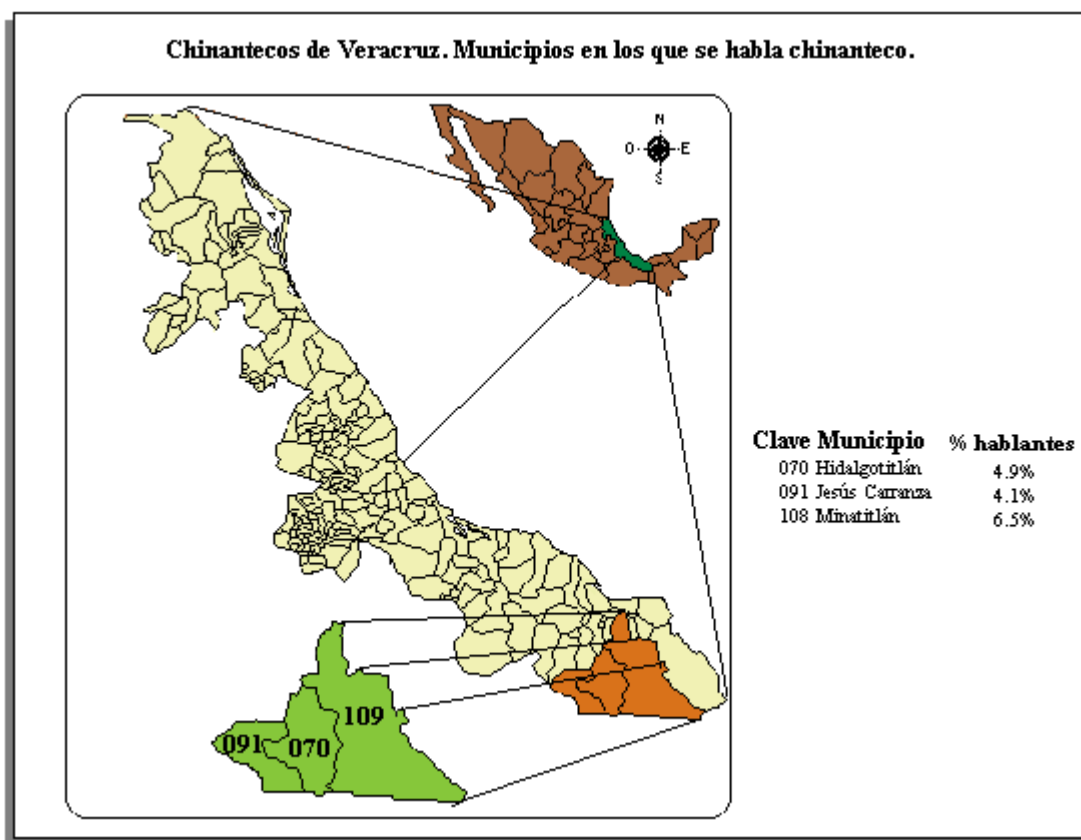 Chinantecos de Veracruz. Municipios en los que se habla chinanteco.
N
O E
S
Clave Municipio % hablantes
070 Hidalgotitlán 4.9%
091 Jesús Carranza 4.1%
108 Minatitlán 6.5%
109
091 070